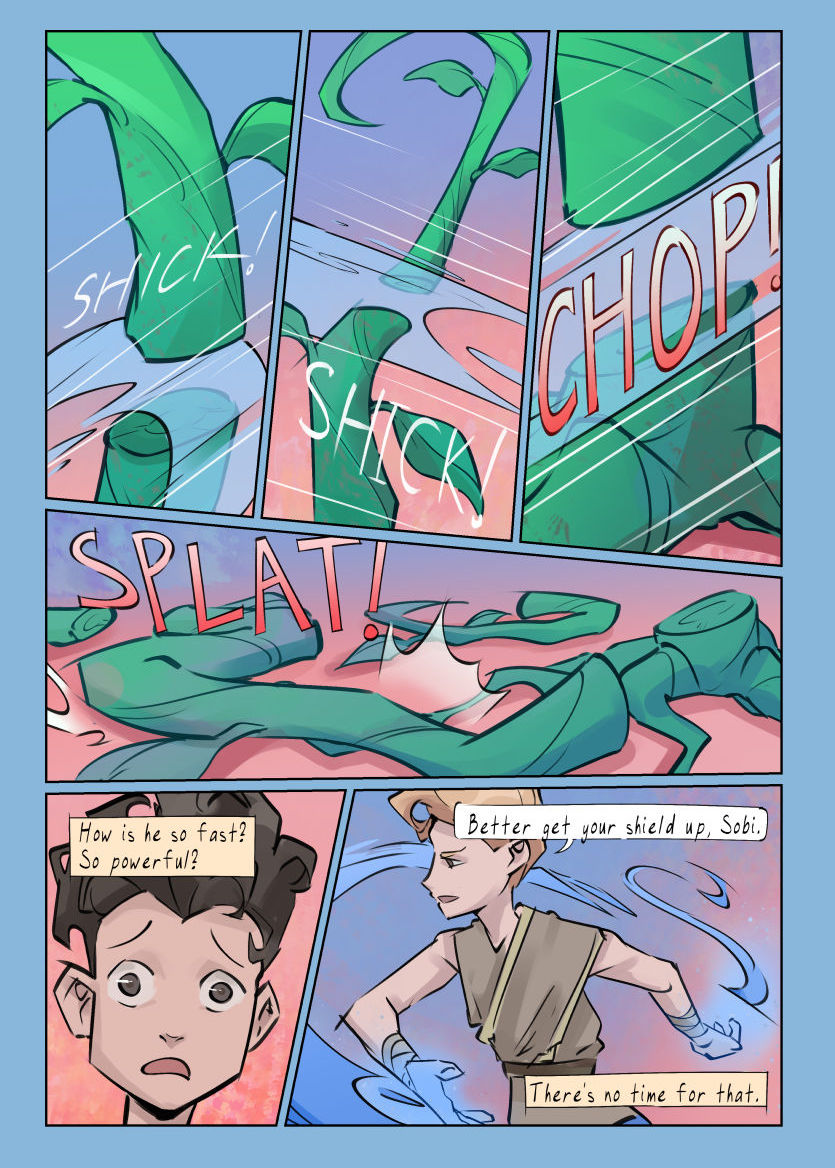 SHICK!
SHICK!
CHOP!
SPLAT!
How is he so fast?
So powerful?
Better get your shield up, Sobi.
There's no time for that.